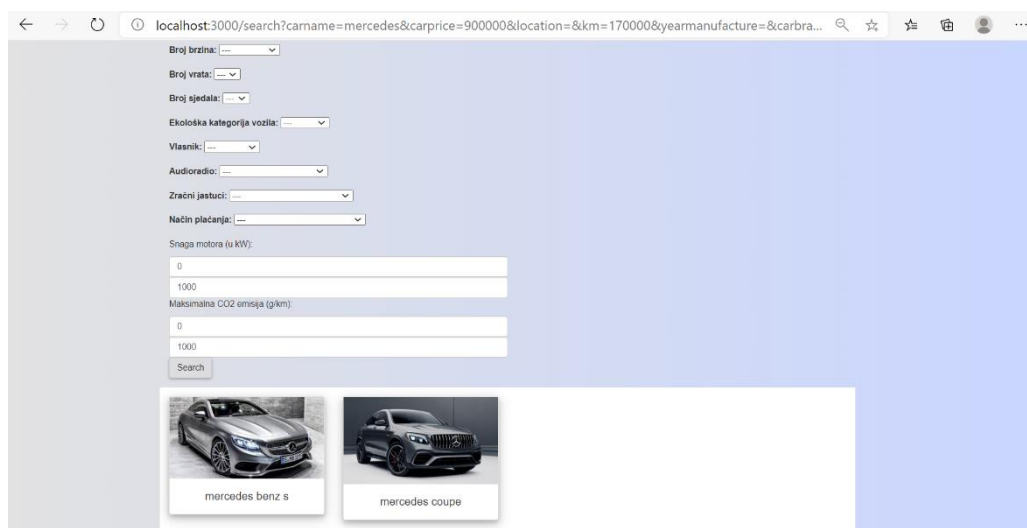 localhost:3000/search?carname=mercedes&carprice=900000&location=&km=170000&yearmanufacture=&carbra...
Broj brzina: ---
Broj vrata: ---
Broj sjedala: ---
Ekološka kategorija vozila: ---
Vlasnik: ---
Audioradio: ---
Zračni jastuci: ---
Način plaćanja: ---
Snaga motora (u kW):
0
1000
Maksimalna CO2 emisija (g/km):
0
1000
Search
mercedes benz s
mercedes coupe